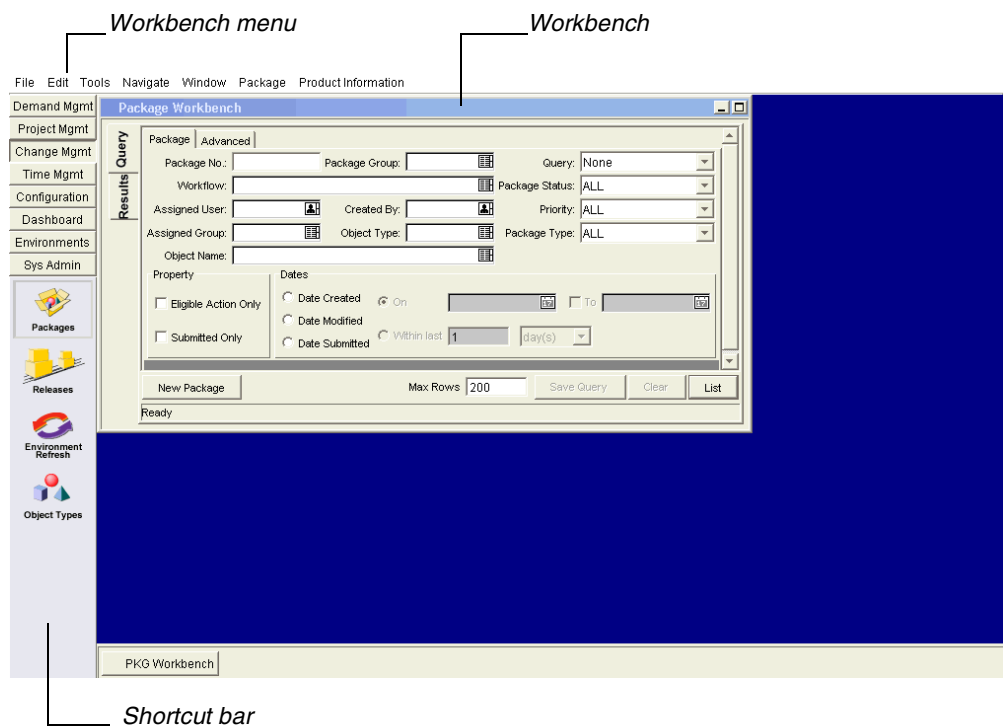 Workbench menu
Workbench
File Edit Tools Navigate Window Package Product Information
Demand Mgmt
Project Mgmt
Change Mgmt
Time Mgmt
Configuration
Dashboard
Environments
Sys Admin
Packages
Releases
Environment
Refresh
Object Types
Package Workbench
Query
Results
Package Advanced
Package No.: Package Group: Query: None
Workflow: Package Status: ALL
Assigned User: Created By: Priority: ALL
Assigned Group: Object Type: Package Type: ALL
Object Name:
Property
Eligible Action Only
Submitted Only
Dates
Date Created On To
Date Modified
Date Submitted Within last 1 day(s)
New Package Max Rows 200 Save Query Clear List
Ready
PKG Workbench
Shortcut bar